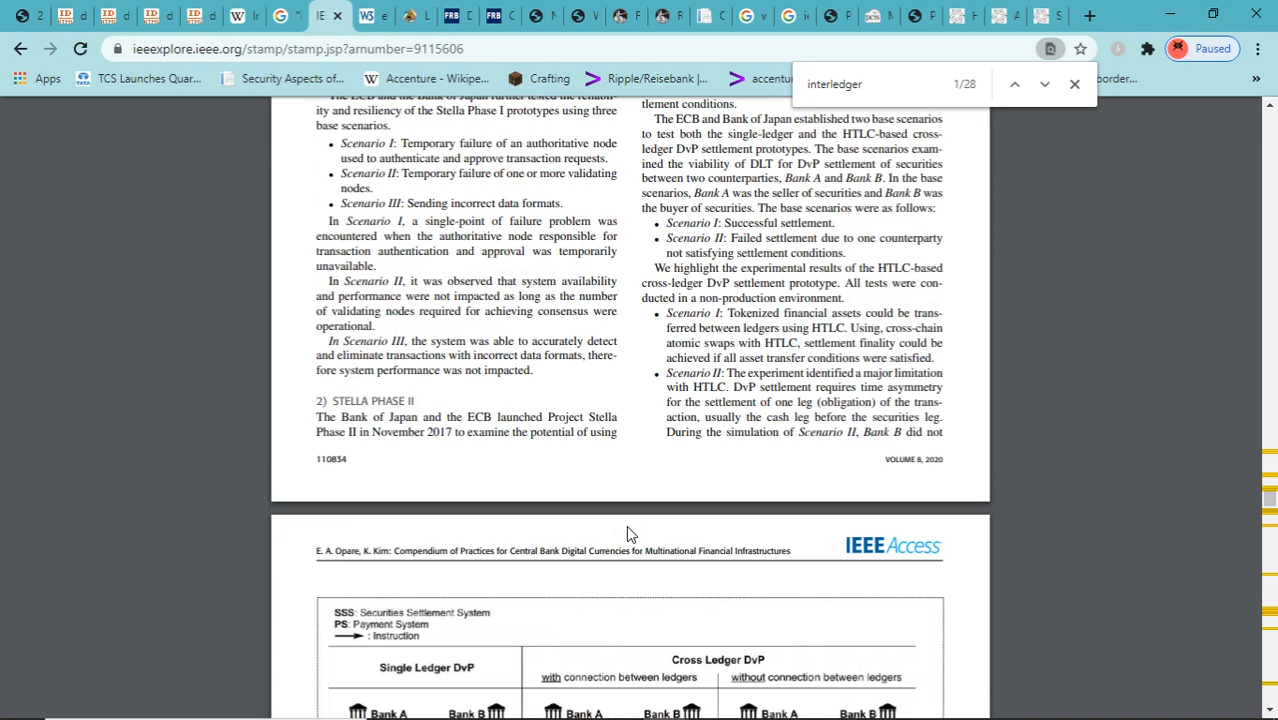 2
d
d
d
d
Ir
"
IE
e
L
FRB
C
FRB
C
N
V
F
F
C
v
i
P
N
P
F
A
S
ieeexplore.ieee.org/stamp/stamp.jsp?arnumber=9115606
Paused
Apps
TCS Launches Quar...
Security Aspects of...
Accenture - Wikipe...
Crafting
Ripple/Reisebank |...
accentu
order...
»
interledger
1/28
The ECB and the Bank of Japan further tested the reliabil-
ity and resiliency of the Stella Phase I prototypes using three
base scenarios.
• Scenario I: Temporary failure of an authoritative node
used to authenticate and approve transaction requests.
• Scenario II: Temporary failure of one or more validating
nodes.
• Scenario III: Sending incorrect data formats.
In Scenario I, a single-point of failure problem was
encountered when the authoritative node responsible for
transaction authentication and approval was temporarily
unavailable.
In Scenario II, it was observed that system availability
and performance were not impacted as long as the number
of validating nodes required for achieving consensus were
operational.
In Scenario III, the system was able to accurately detect
and eliminate transactions with incorrect data formats, there-
fore system performance was not impacted.
2) STELLA PHASE II
The Bank of Japan and the ECB launched Project Stella
Phase II in November 2017 to examine the potential of using
tlement conditions.
The ECB and Bank of Japan established two base scenarios
to test both the single-ledger and the HTLC-based cross-
ledger DvP settlement prototypes. The base scenarios exam-
ined the viability of DLT for DvP settlement of securities
between two counterparties, Bank A and Bank B. In the base
scenarios, Bank A was the seller of securities and Bank B was
the buyer of securities. The base scenarios were as follows:
• Scenario I: Successful settlement.
• Scenario II: Failed settlement due to one counterparty
not satisfying settlement conditions.
We highlight the experimental results of the HTLC-based
cross-ledger DvP settlement prototype. All tests were con-
ducted in a non-production environment.
• Scenario I: Tokenized financial assets could be trans-
ferred between ledgers using HTLC. Using, cross-chain
atomic swaps with HTLC, settlement finality could be
achieved if all asset transfer conditions were satisfied.
• Scenario II: The experiment identified a major limitation
with HTLC. DvP settlement requires time asymmetry
for the settlement of one leg (obligation) of the trans-
action, usually the cash leg before the securities leg.
During the simulation of Scenario II, Bank B did not
110834
VOLUME 8, 2020
E. A. Opare, K. Kim: Compendium of Practices for Central Bank Digital Currencies for Multinational Financial Infrastructures
IEEE Access
SSS: Securities Settlement System
PS: Payment System
: Instruction
Single Ledger DvP
Cross Ledger DvP
with connection between ledgers
without connection between ledgers
Bank A
Bank B
Bank A
Bank B
Bank A
Bank B